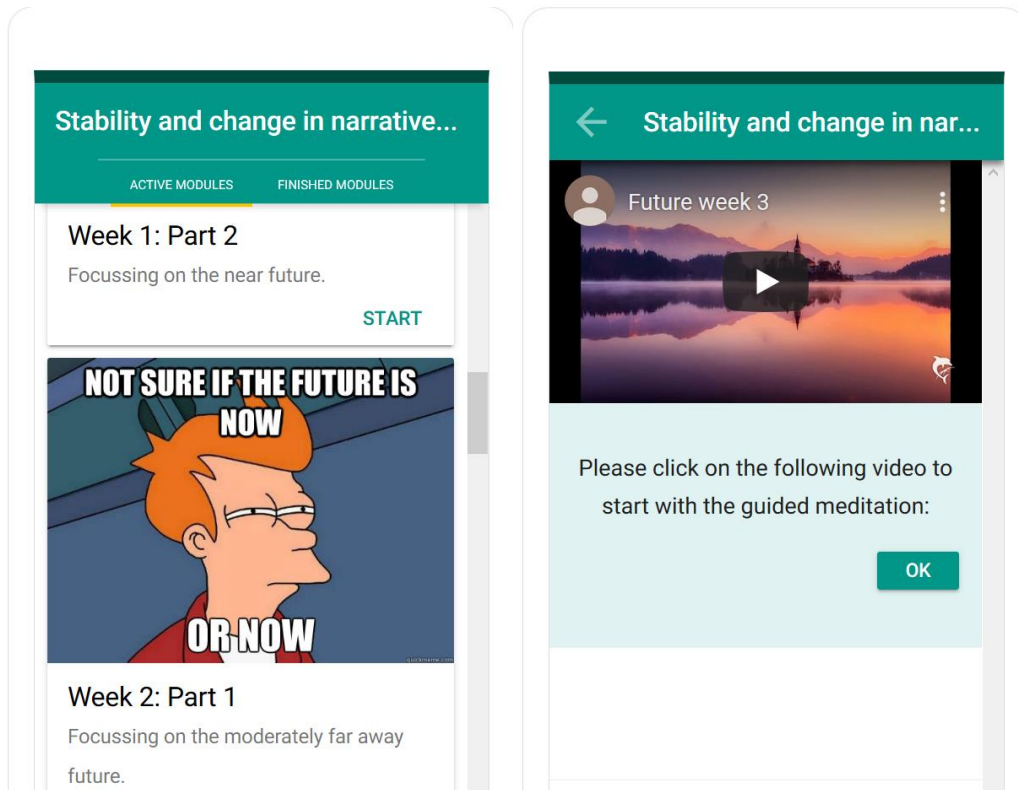 Stability and change in narrative...
ACTIVE MODULES FINISHED MODULES
Week 1: Part 2
Focussing on the near future.
START
NOT SURE IF THE FUTURE IS
NOW
OR NOW
quickmeme.com
Week 2: Part 1
Focussing on the moderately far away
future.
Stability and change in nar...
Future week 3
Please click on the following video to
start with the guided meditation:
OK